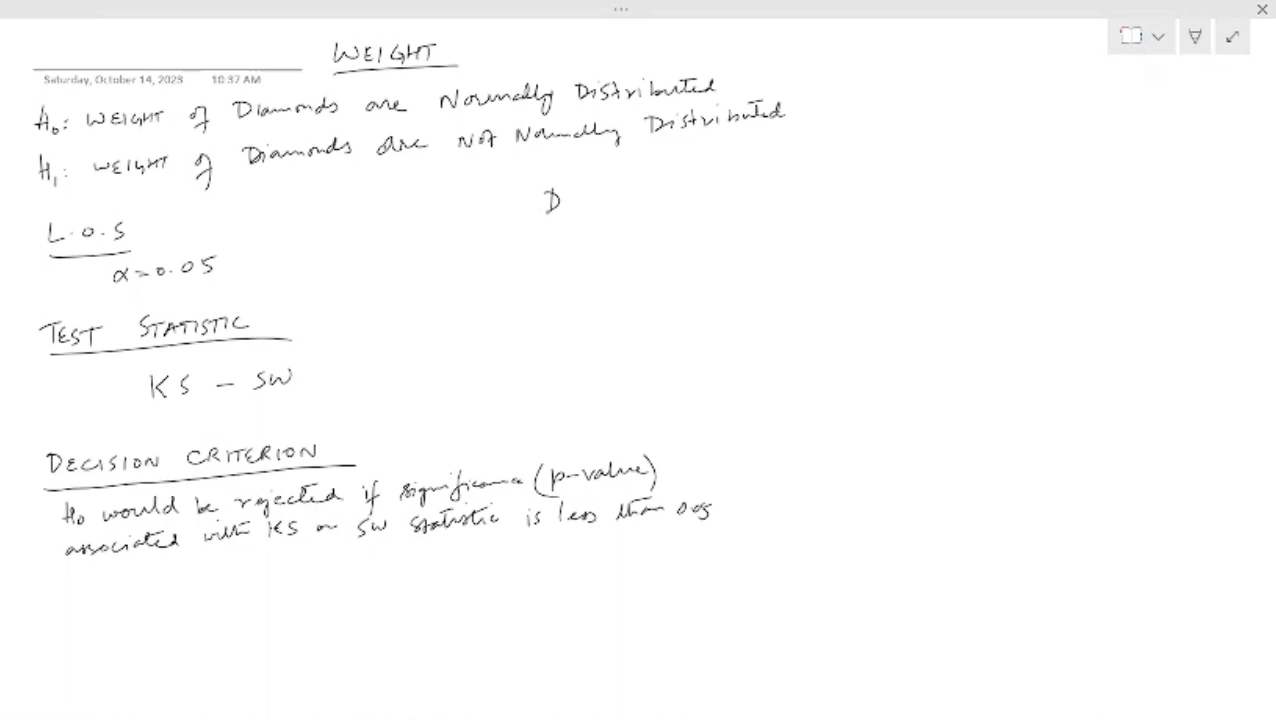 WEIGHT
Saturday, October 14, 2023 10:37 AM
H₀: WEIGHT of Diamonds are Normally Distributed
H₁: WEIGHT of Diamonds are Not Normally Distributed
D
L.O.S
α = 0.05
TEST STATISTIC
KS – SW
DECISION CRITERION
H₀ would be rejected if significance (p-value)
associated with KS or SW statistic is less than 0.05